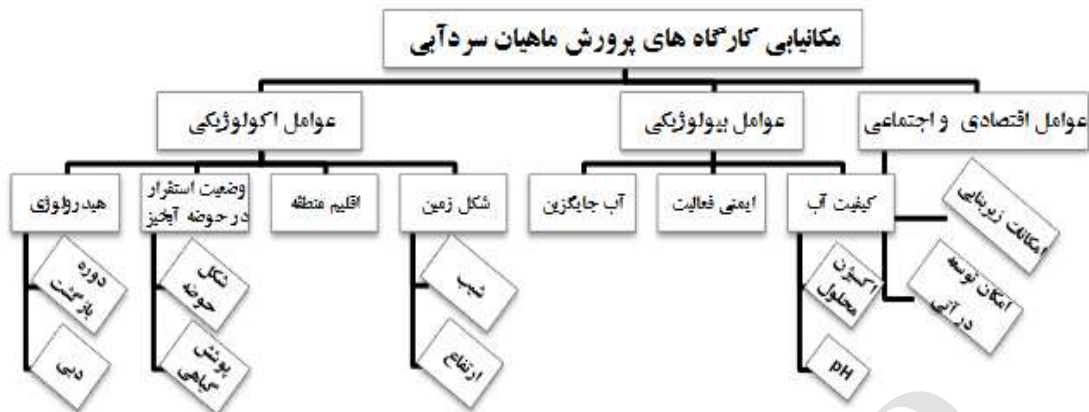 مکانیابی کارگاه های پرورش ماهیان سردآبی
عوامل اقتصادی و اجتماعی
عوامل بیولوژیکی
عوامل اکولوژیکی
امکانات زیربنایی
امکان توسعه
در آتی
کیفیت آب
ایمنی فعالیت
آب جایگزین
اکسیژن
محلول
pH
شکل زمین
اقلیم منطقه
وضعیت استقرار
در حوضه آبخیز
هیدرولوژی
شیب
ارتفاع
شکل
حوضه
پوشش
گیاهی
دوره
بازگشت
دبی